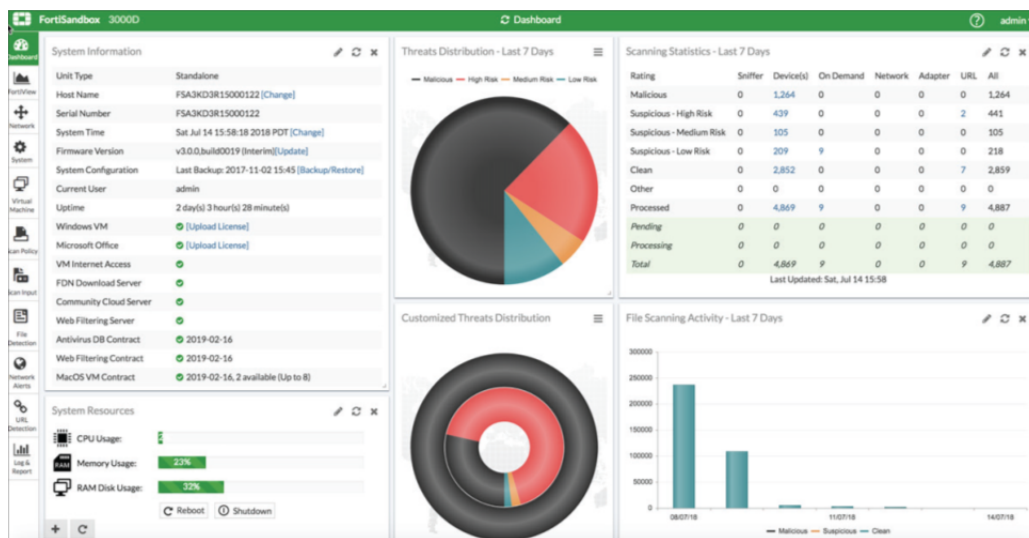 FortiSandbox 3000D
Dashboard
admin
Dashboard
FortiView
Network
System
Virtual
Machine
Scan Policy
Scan Input
File
Detection
Network
Alerts
URL
Detection
Log &
Report
System Information
Unit Type Standalone
Host Name FSA3KD3R15000122 [Change]
Serial Number FSA3KD3R15000122
System Time Sat Jul 14 15:58:18 2018 PDT [Change]
Firmware Version v3.0.0,build0019 (Interim)[Update]
System Configuration Last Backup: 2017-11-02 15:45 [Backup/Restore]
Current User admin
Uptime 2 day(s) 3 hour(s) 28 minute(s)
Windows VM [Upload License]
Microsoft Office [Upload License]
VM Internet Access
FDN Download Server
Community Cloud Server
Web Filtering Server
Antivirus DB Contract 2019-02-16
Web Filtering Contract 2019-02-16
MacOS VM Contract 2019-02-16, 2 available (Up to 8)
System Resources
CPU Usage:
RAM Memory Usage: 23%
RAM Disk Usage: 32%
Reboot Shutdown
Threats Distribution - Last 7 Days
Malicious High Risk Medium Risk Low Risk
Customized Threats Distribution
Scanning Statistics - Last 7 Days
Rating Sniffer Device(s) On Demand Network Adapter URL All
Malicious 0 1,264 0 0 0 0 1,264
Suspicious - High Risk 0 439 0 0 0 2 441
Suspicious - Medium Risk 0 105 0 0 0 0 105
Suspicious - Low Risk 0 209 9 0 0 0 218
Clean 0 2,852 0 0 0 7 2,859
Other 0 0 0 0 0 0 0
Processed 0 4,869 9 0 0 9 4,887
Pending 0 0 0 0 0 0 0
Processing 0 0 0 0 0 0 0
Total 0 4,869 9 0 0 9 4,887
Last Updated: Sat, Jul 14 15:58
File Scanning Activity - Last 7 Days
300000
250000
200000
150000
100000
50000
0
08/07/18 11/07/18 14/07/18
Malicious Suspicious Clean